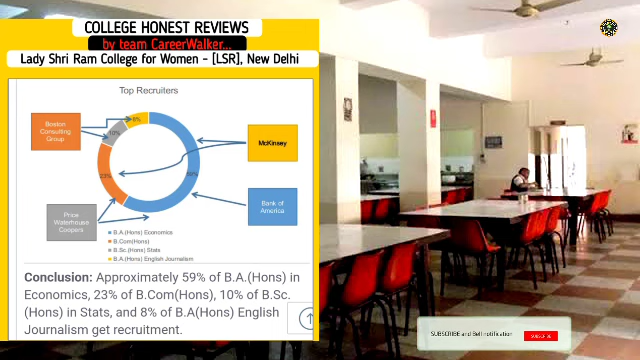 COLLEGE HONEST REVIEWS
by team CareerWalker...
Lady Shri Ram College for Women - [LSR], New Delhi
Top Recruiters
Boston
Consulting
Group
8%
10%
McKinsey
23%
59%
Price
Waterhouse
Coopers
Bank of
America
B.A.(Hons) Economics
B.Com(Hons)
B.Sc.(Hons) Stats
B.A.(Hons) English Journalism
Conclusion: Approximately 59% of B.A.(Hons) in
Economics, 23% of B.Com(Hons), 10% of B.Sc.
(Hons) in Stats, and 8% of B.A(Hons) English
Journalism get recruitment.
SUBSCRIBE and Bell notification
SUBSCRIBE